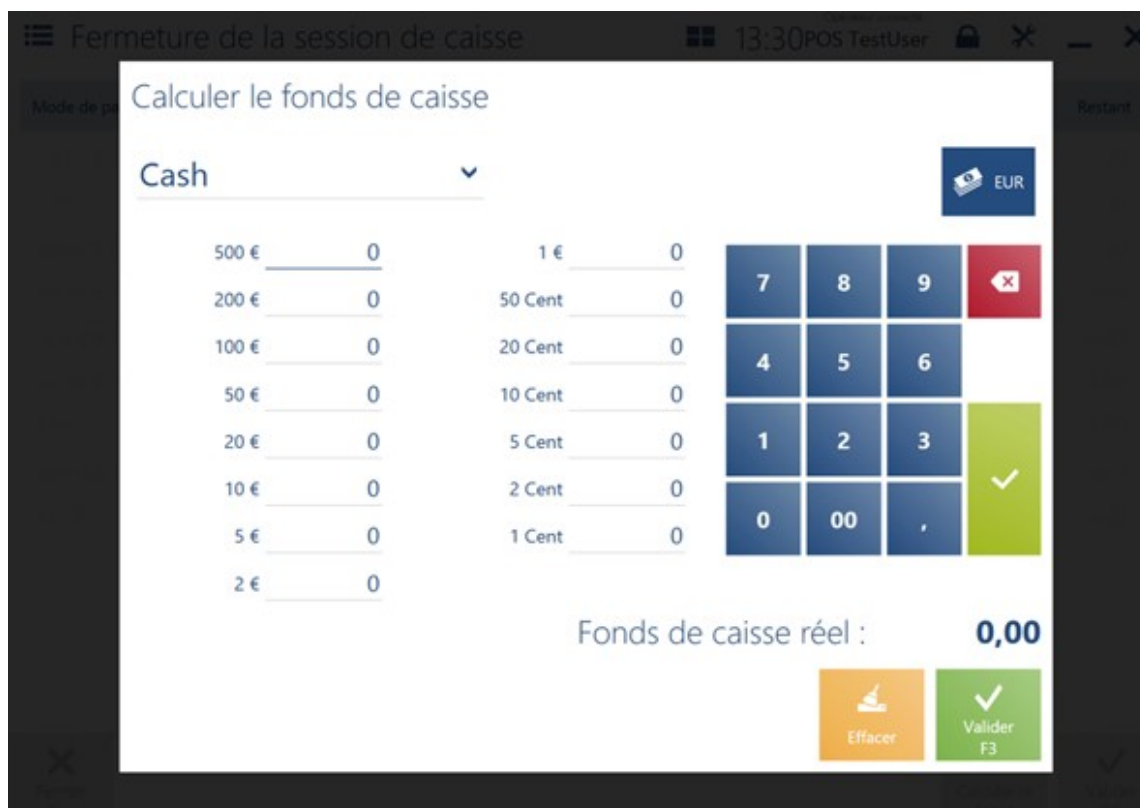 Fermeture de la session de caisse 13:30 POS TestUser
Mode de pa Restant
Calculer le fonds de caisse
Cash
EUR
500 € 0 1 € 0
200 € 0 50 Cent 0
100 € 0 20 Cent 0
50 € 0 10 Cent 0
20 € 0 5 Cent 0
10 € 0 2 Cent 0
5 € 0 1 Cent 0
2 € 0
7 8 9
4 5 6
1 2 3
0 00 ,
Fonds de caisse réel : 0,00
Effacer
Valider
F3
Fermer